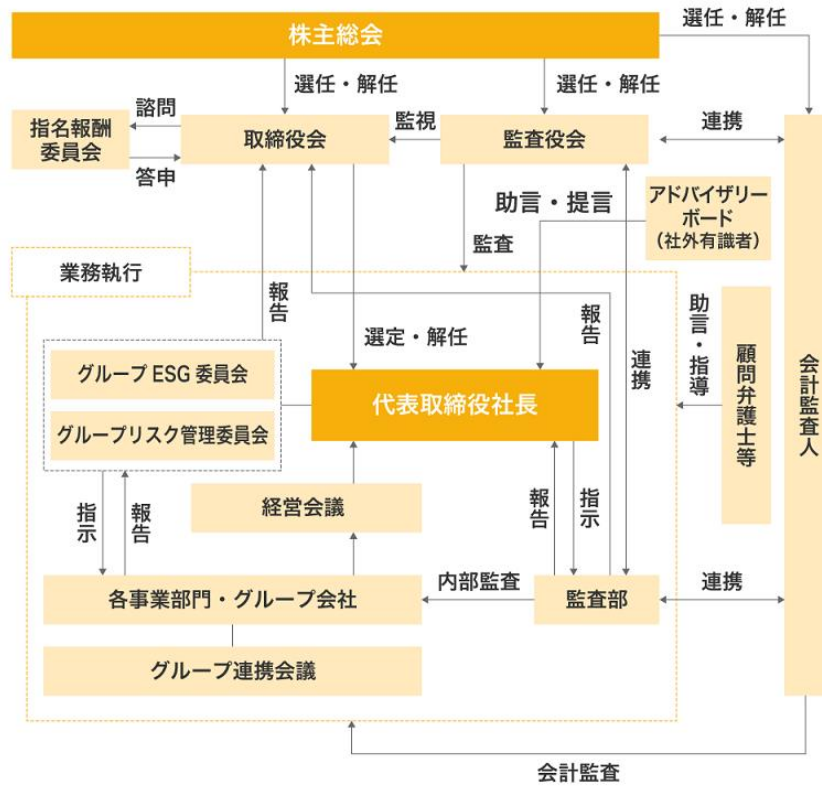 株主総会
選任・解任
選任・解任
選任・解任
諮問
指名報酬
委員会
答申
取締役会
監視
監査役会
連携
助言・提言
アドバイザリー
ボード
（社外有識者）
監査
業務執行
報告
選定・解任
報告
連携
助言・指導
顧問弁護士等
会計監査人
グループ ESG 委員会
グループリスク管理委員会
代表取締役社長
指示
報告
経営会議
報告
指示
各事業部門・グループ会社
内部監査
監査部
連携
グループ連携会議
会計監査